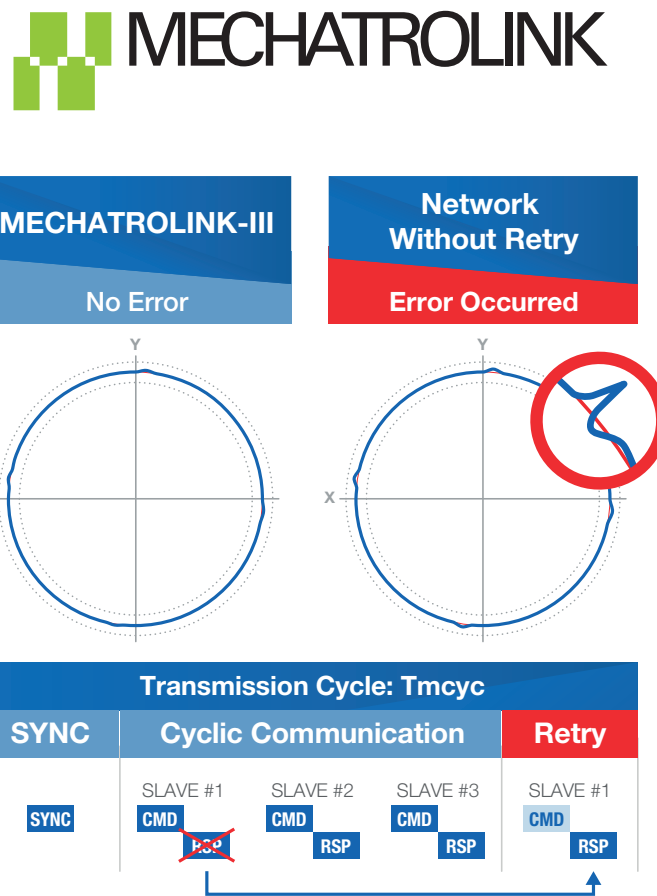 MECHATROLINK
MECHATROLINK-III
No Error
Network
Without Retry
Error Occurred
Y
Y
X
Transmission Cycle: Tmcyc
SYNC
Cyclic Communication
Retry
SLAVE #1
SLAVE #2
SLAVE #3
SLAVE #1
SYNC
CMD
CMD
CMD
CMD
RSP
RSP
RSP
RSP